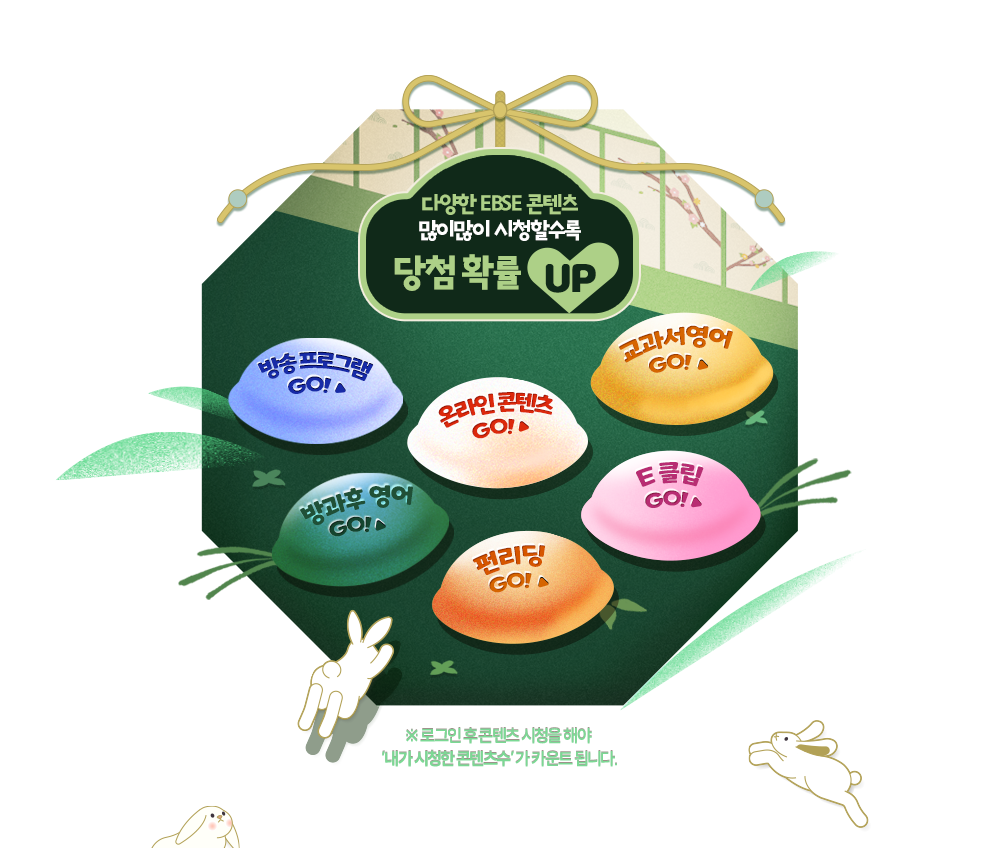 다양한 EBSE 콘텐츠
많이많이 시청할수록
당첨 확률 UP
방송 프로그램
GO!
교과서영어
GO!
온라인 콘텐츠
GO!
방과후 영어
GO!
E 클립
GO!
펀리딩
GO!
※ 로그인 후 콘텐츠 시청을 해야
'내가 시청한 콘텐츠수' 가 카운트 됩니다.